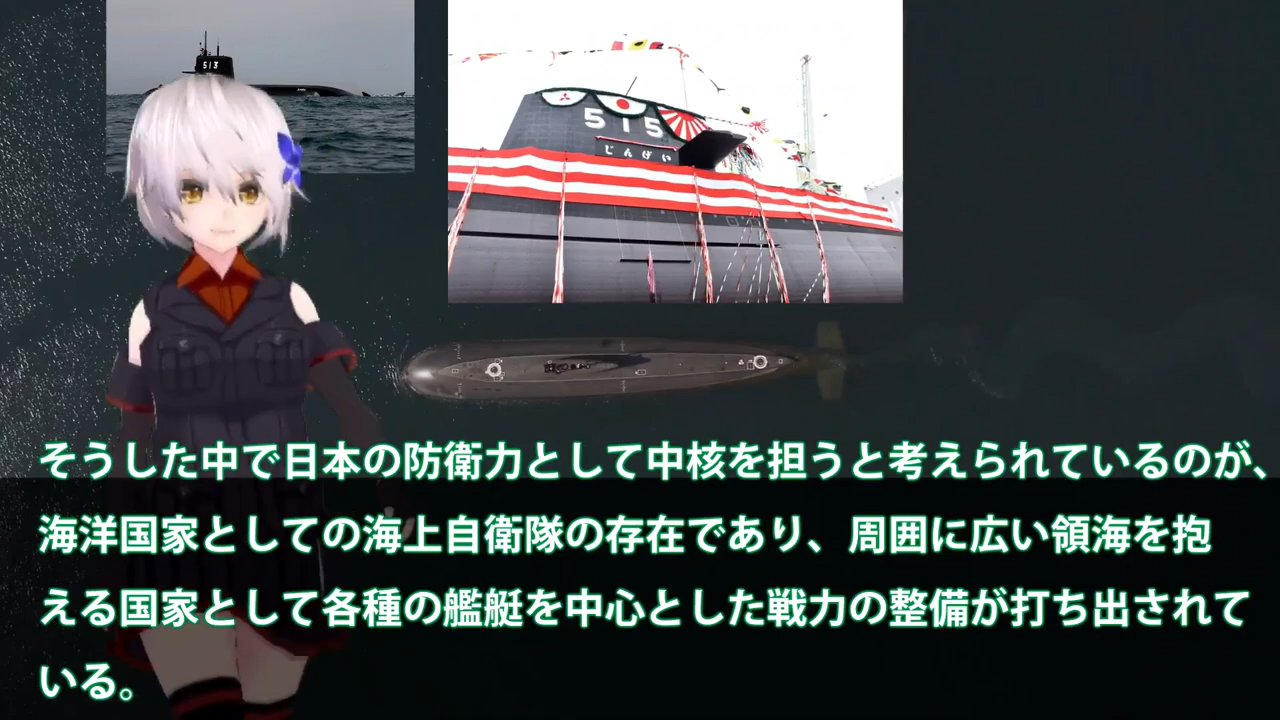 513
515
じんげい
そうした中で日本の防衛力として中核を担うと考えられているのが、
海洋国家としての海上自衛隊の存在であり、周囲に広い領海を抱
える国家として各種の艦艇を中心とした戦力の整備が打ち出されて
いる。